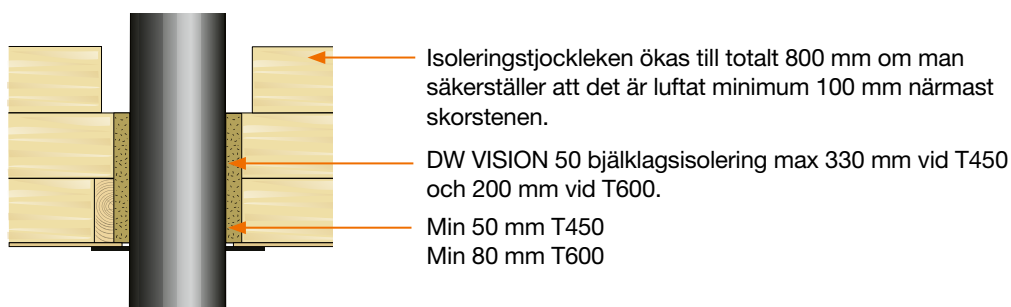 Isoleringstjockleken ökas till totalt 800 mm om man
säkerställer att det är luftat minimum 100 mm närmast
skorstenen.
DW VISION 50 bjälklagsisolering max 330 mm vid T450
och 200 mm vid T600.
Min 50 mm T450
Min 80 mm T600